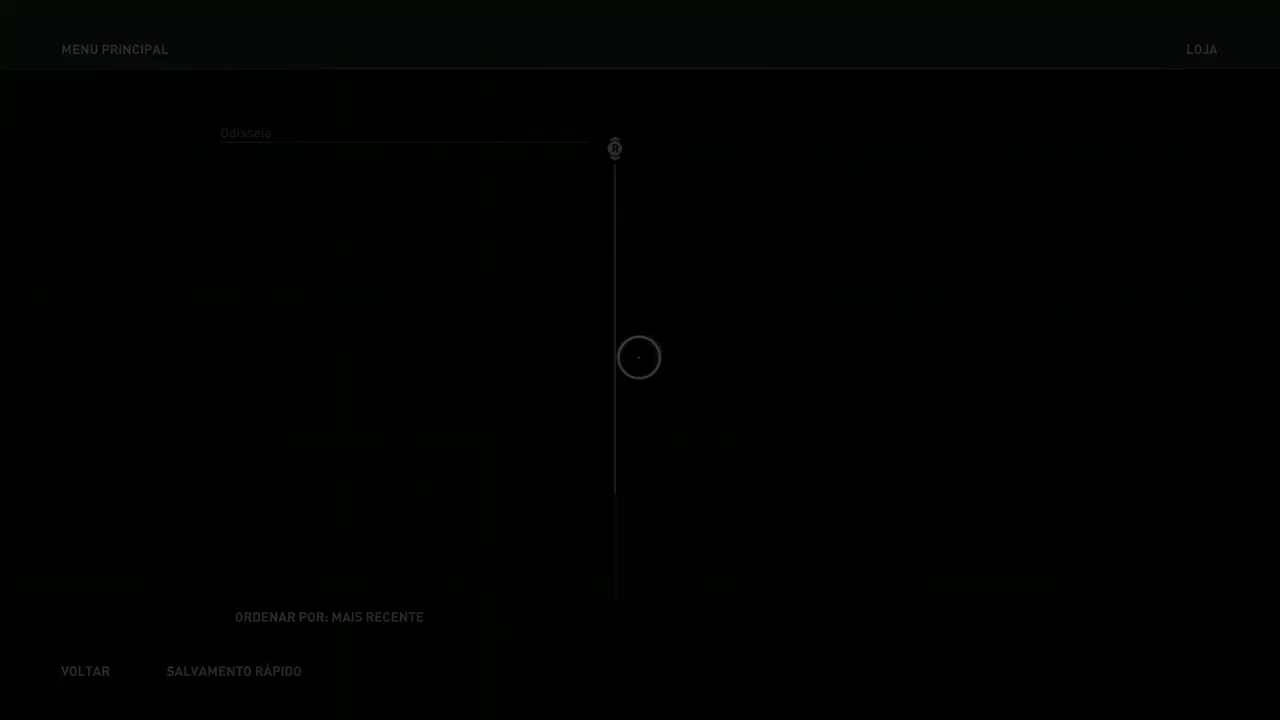 MENU PRINCIPAL
LOJA
Odisseia
R
ORDENAR POR: MAIS RECENTE
VOLTAR
SALVAMENTO RÁPIDO